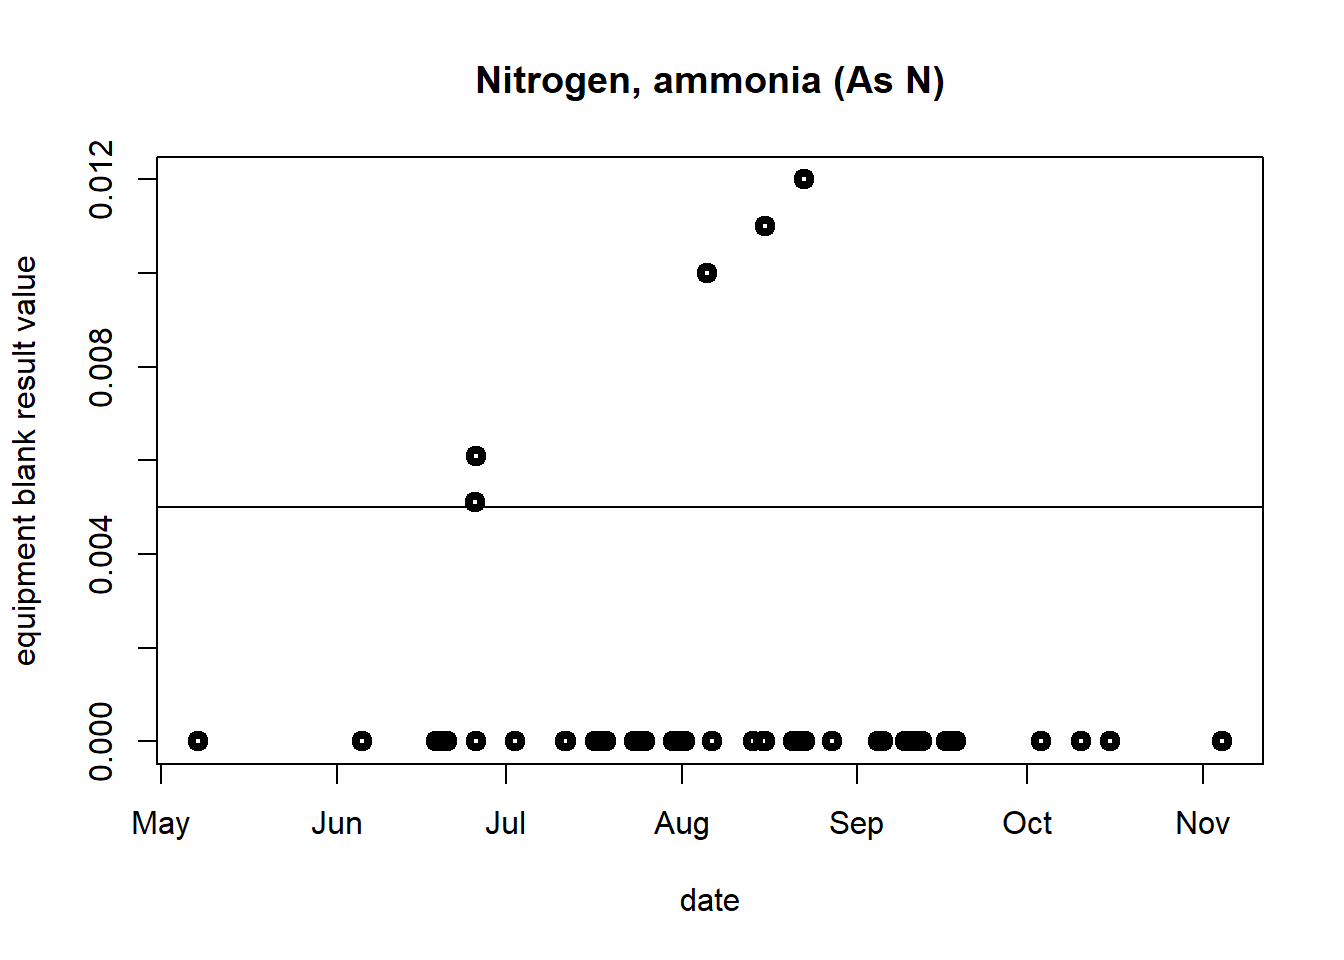 Nitrogen, ammonia (As N)
equipment blank result value
0.012
0.008
0.004
0.000
May Jun Jul Aug Sep Oct Nov
date